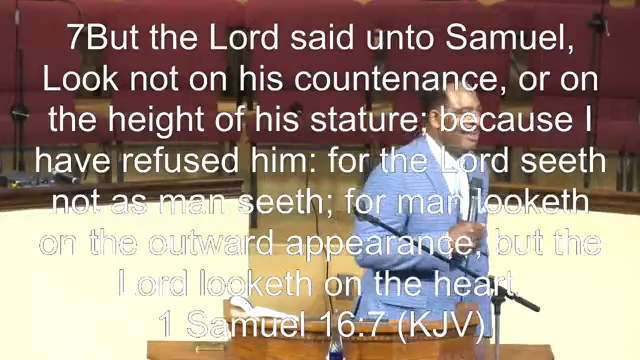 7But the Lord said unto Samuel,
Look not on his countenance, or on
the height of his stature; because I
have refused him: for the Lord seeth
not as man seeth; for man looketh
on the outward appearance, but the
Lord looketh on the heart.
1 Samuel 16:7 (KJV)